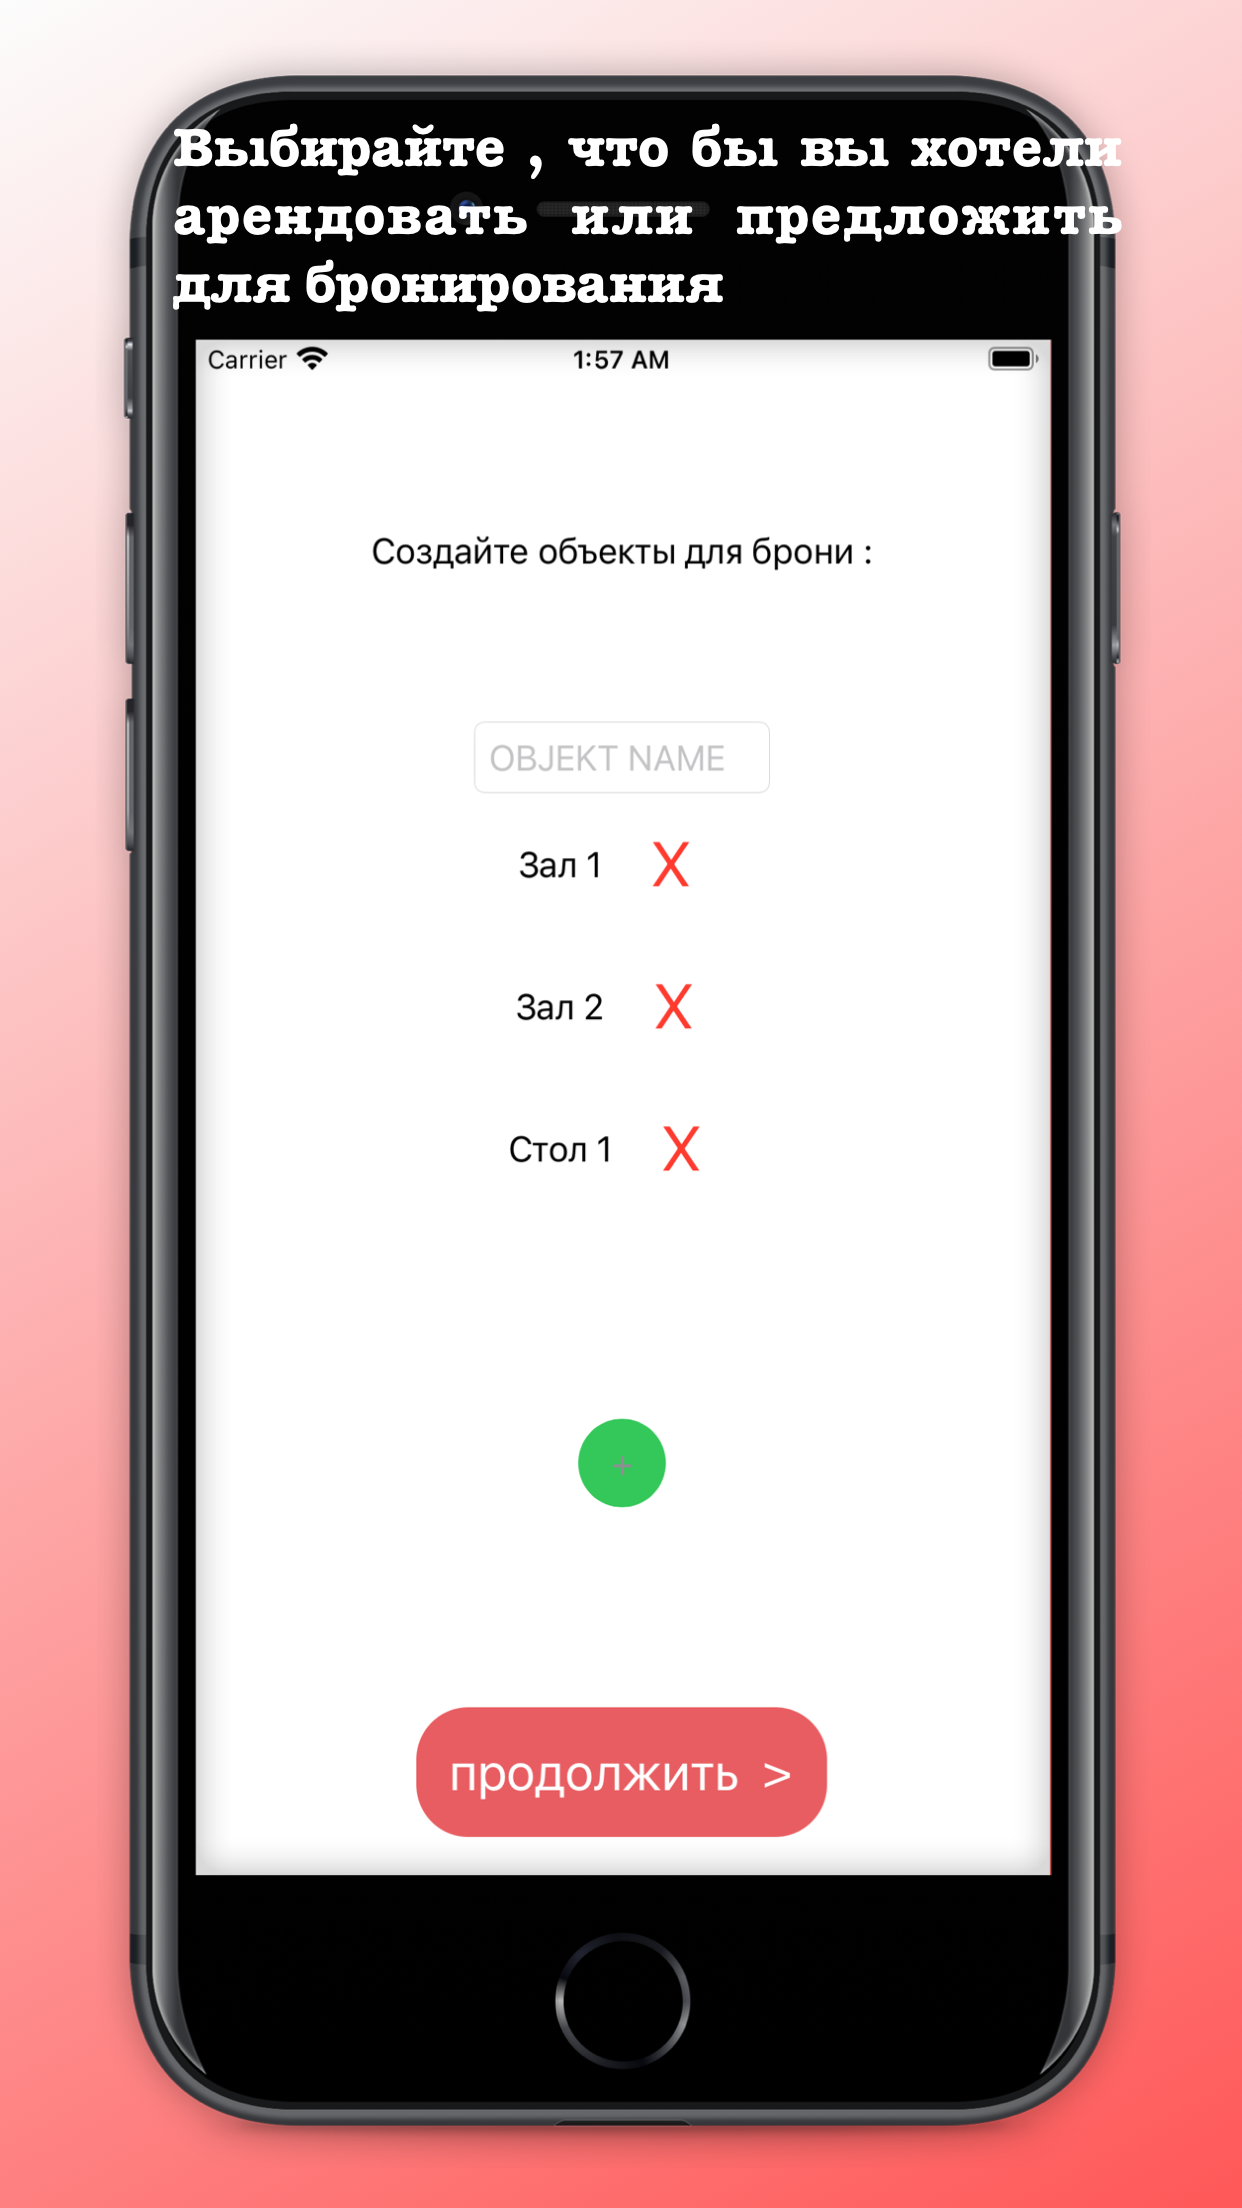 Выбирайте , что бы вы хотели
арендовать или предложить
для бронирования
Carrier 1:57 AM
Создайте объекты для брони :
OBJEKT NAME
Зал 1 X
Зал 2 X
Стол 1 X
+
продолжить >